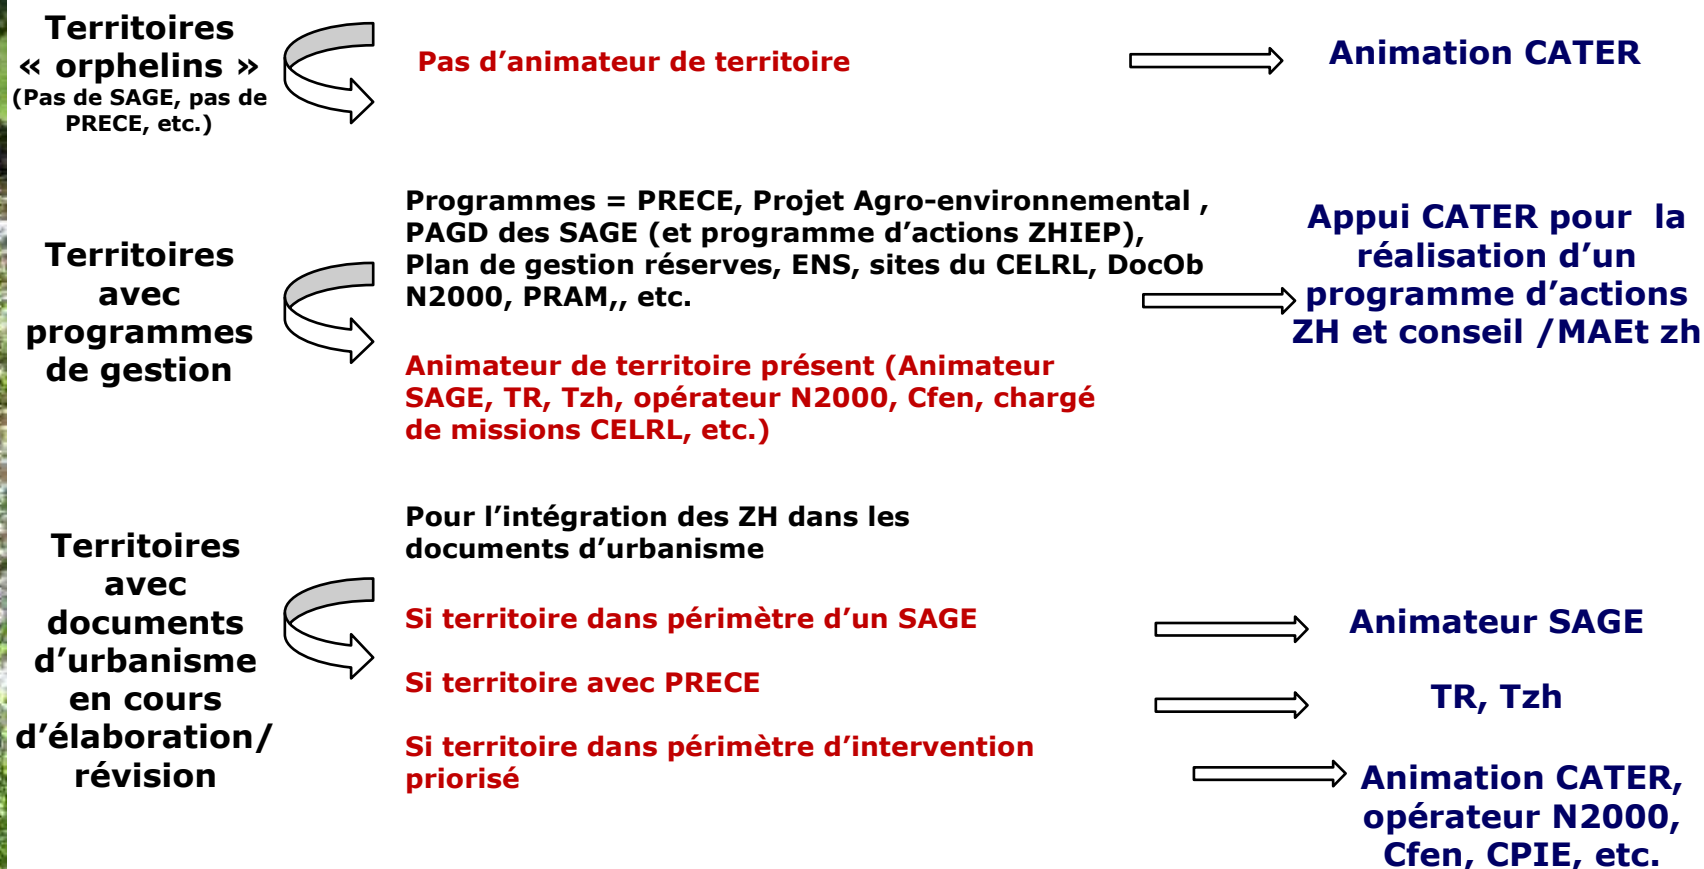 Territoires
« orphelins »
(Pas de SAGE, pas de
PRECE, etc.)
Pas d’animateur de territoire
Animation CATER
Territoires
avec
programmes
de gestion
Programmes = PRECE, Projet Agro-environnemental ,
PAGD des SAGE (et programme d’actions ZHIEP),
Plan de gestion réserves, ENS, sites du CELRL, DocOb
N2000, PRAM,, etc.
Animateur de territoire présent (Animateur
SAGE, TR, Tzh, opérateur N2000, Cfen, chargé
de missions CELRL, etc.)
Appui CATER pour la
réalisation d’un
programme d’actions
ZH et conseil /MAEt zh
Territoires
avec
documents
d’urbanisme
en cours
d’élaboration/
révision
Pour l’intégration des ZH dans les
documents d’urbanisme
Si territoire dans périmètre d’un SAGE
Animateur SAGE
Si territoire avec PRECE
TR, Tzh
Si territoire dans périmètre d’intervention
priorisé
Animation CATER,
opérateur N2000,
Cfen, CPIE, etc.